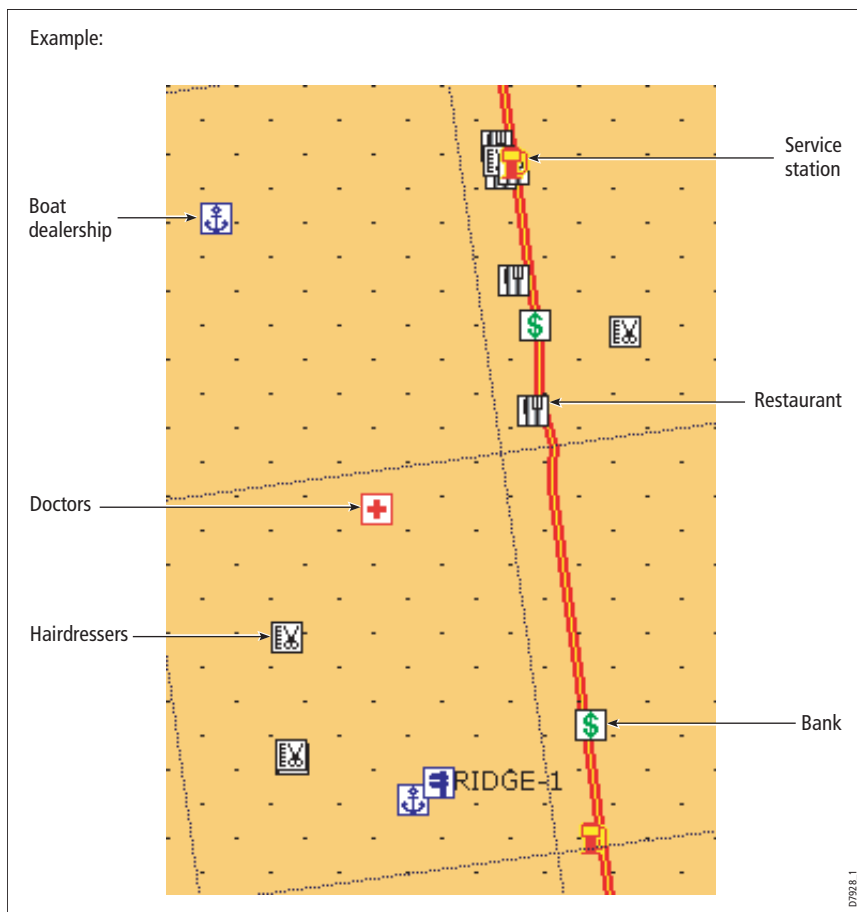 Example:
Service
station
Boat
dealership
$
Restaurant
Doctors
Hairdressers
$
Bank
RIDGE-1
D7928_1